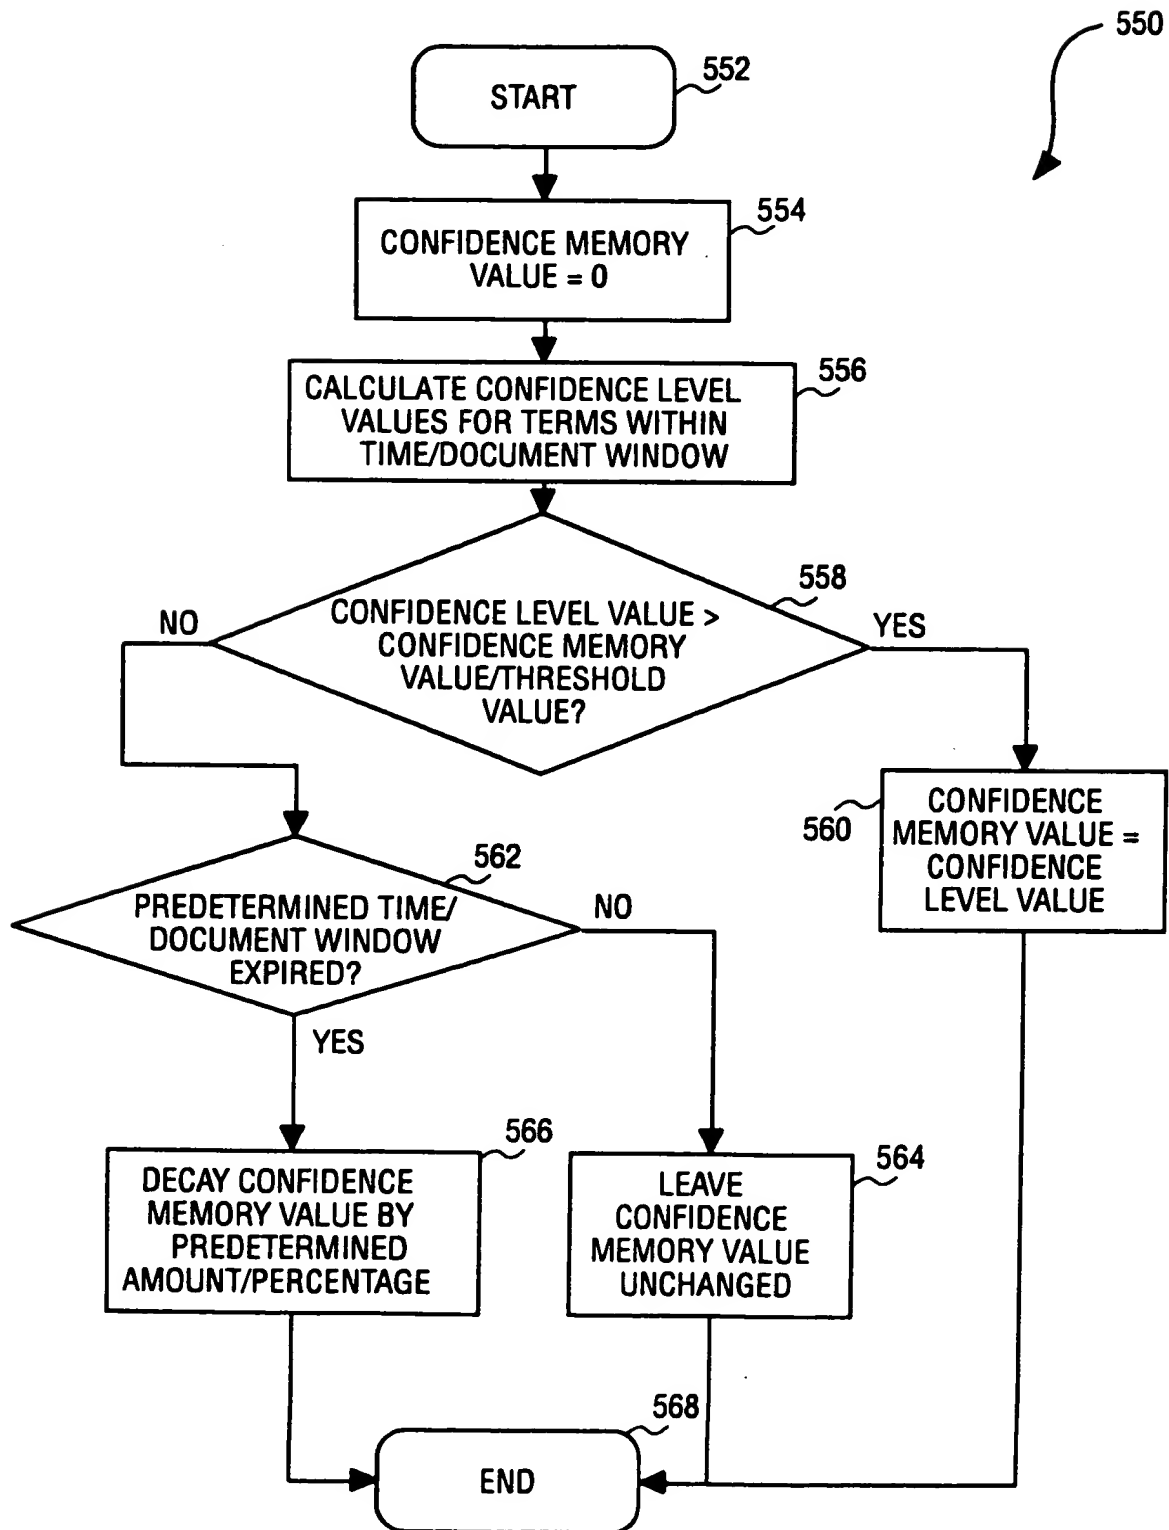 550
START
552
CONFIDENCE MEMORY
VALUE = 0
554
CALCULATE CONFIDENCE LEVEL
VALUES FOR TERMS WITHIN
TIME/DOCUMENT WINDOW
556
CONFIDENCE LEVEL VALUE >
CONFIDENCE MEMORY
VALUE/THRESHOLD
VALUE?
558
NO
YES
560
CONFIDENCE
MEMORY VALUE =
CONFIDENCE
LEVEL VALUE
PREDETERMINED TIME/
DOCUMENT WINDOW
EXPIRED?
562
NO
YES
DECAY CONFIDENCE
MEMORY VALUE BY
PREDETERMINED
AMOUNT/PERCENTAGE
566
LEAVE
CONFIDENCE
MEMORY VALUE
UNCHANGED
564
END
568